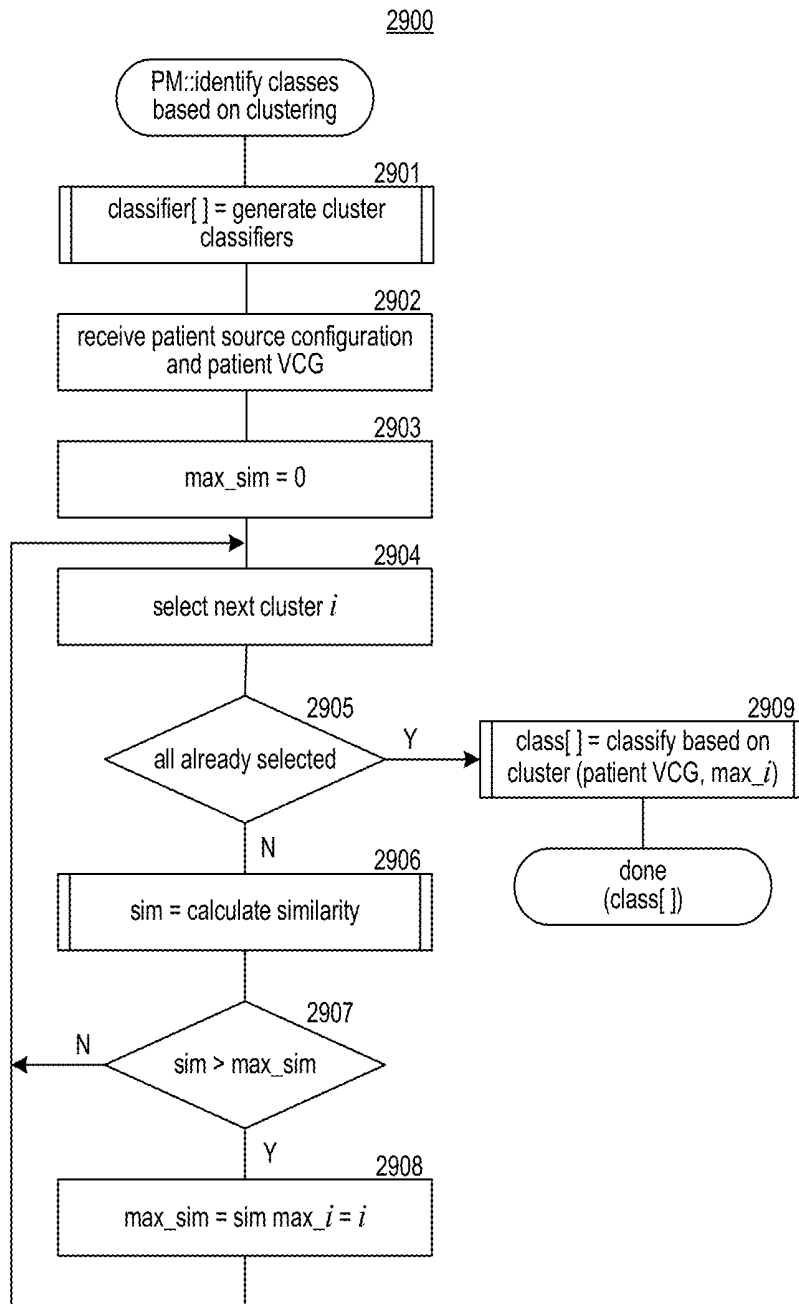 2900
PM::identify classes
based on clustering
2901
classifier[ ] = generate cluster
classifiers
2902
receive patient source configuration
and patient VCG
2903
max_sim = 0
2904
select next cluster i
2905
all already selected
Y
2909
class[ ] = classify based on
cluster (patient VCG, max_i)
N
done
(class[ ])
2906
sim = calculate similarity
2907
N
sim > max_sim
Y
2908
max_sim = sim max_i = i